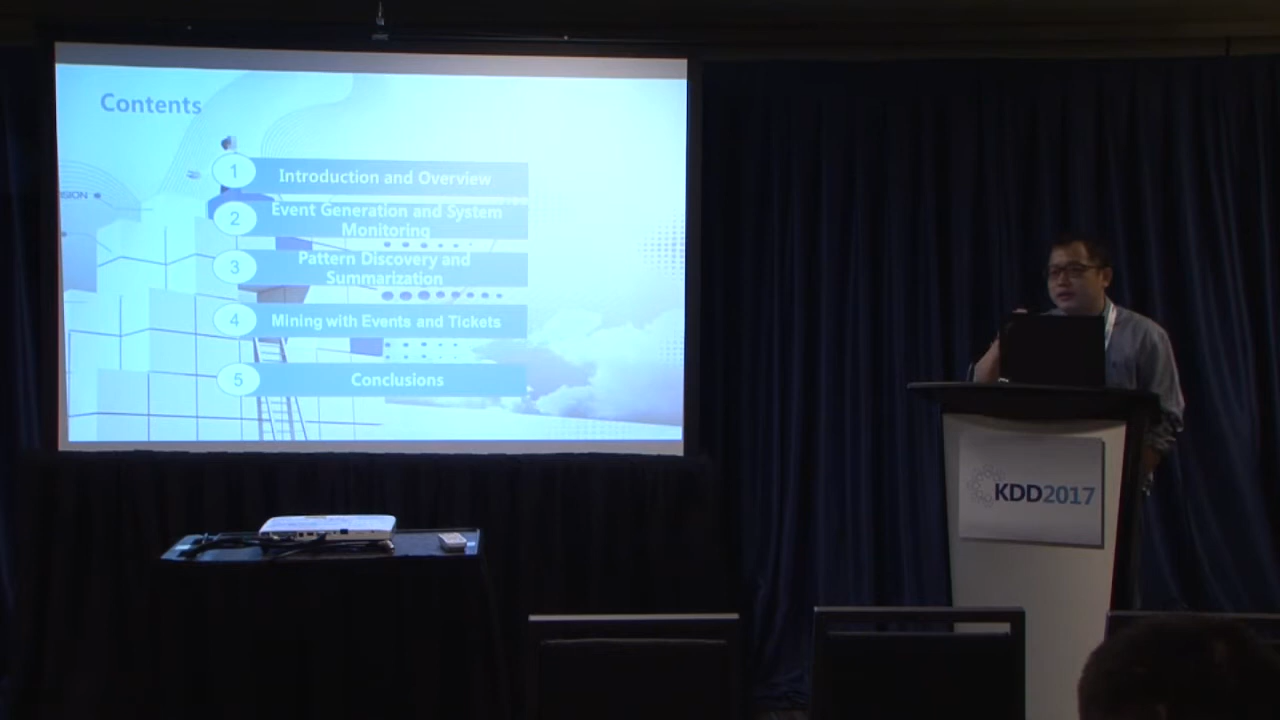 Contents
1
Introduction and Overview
2
Event Generation and System
Monitoring
3
Pattern Discovery and
Summarization
4
Mining with Events and Tickets
5
Conclusions
KDD2017